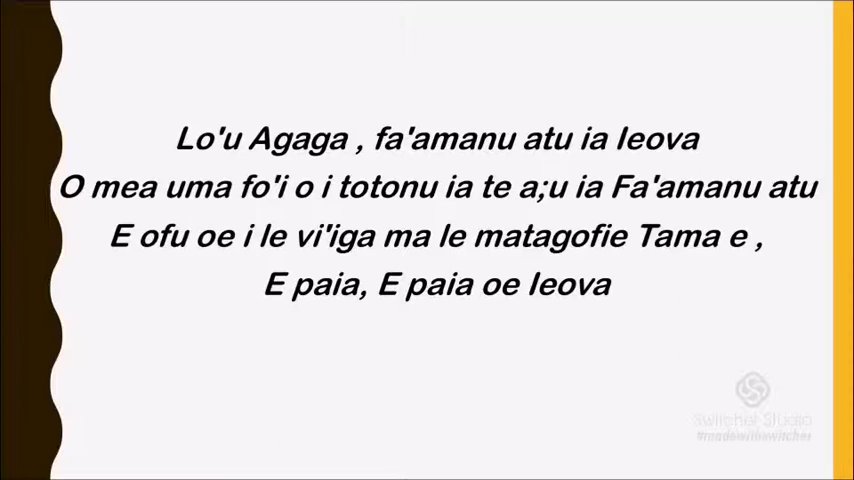 Lo'u Agaga , fa'amanu atu ia Ieova
O mea uma fo'i o i totonu ia te a;u ia Fa'amanu atu
E ofu oe i le vi'iga ma le matagofie Tama e ,
E paia, E paia oe Ieova
Switcher Studio
#madewithswitcher